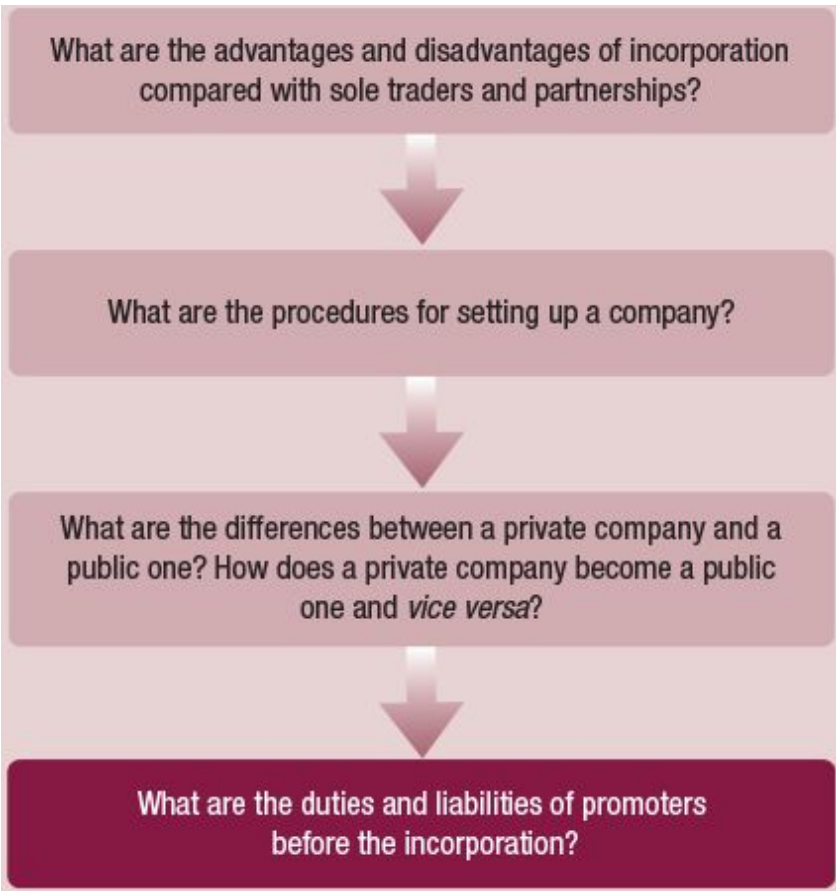 What are the advantages and disadvantages of incorporation
compared with sole traders and partnerships?
What are the procedures for setting up a company?
What are the differences between a private company and a
public one? How does a private company become a public
one and vice versa?
What are the duties and liabilities of promoters
before the incorporation?